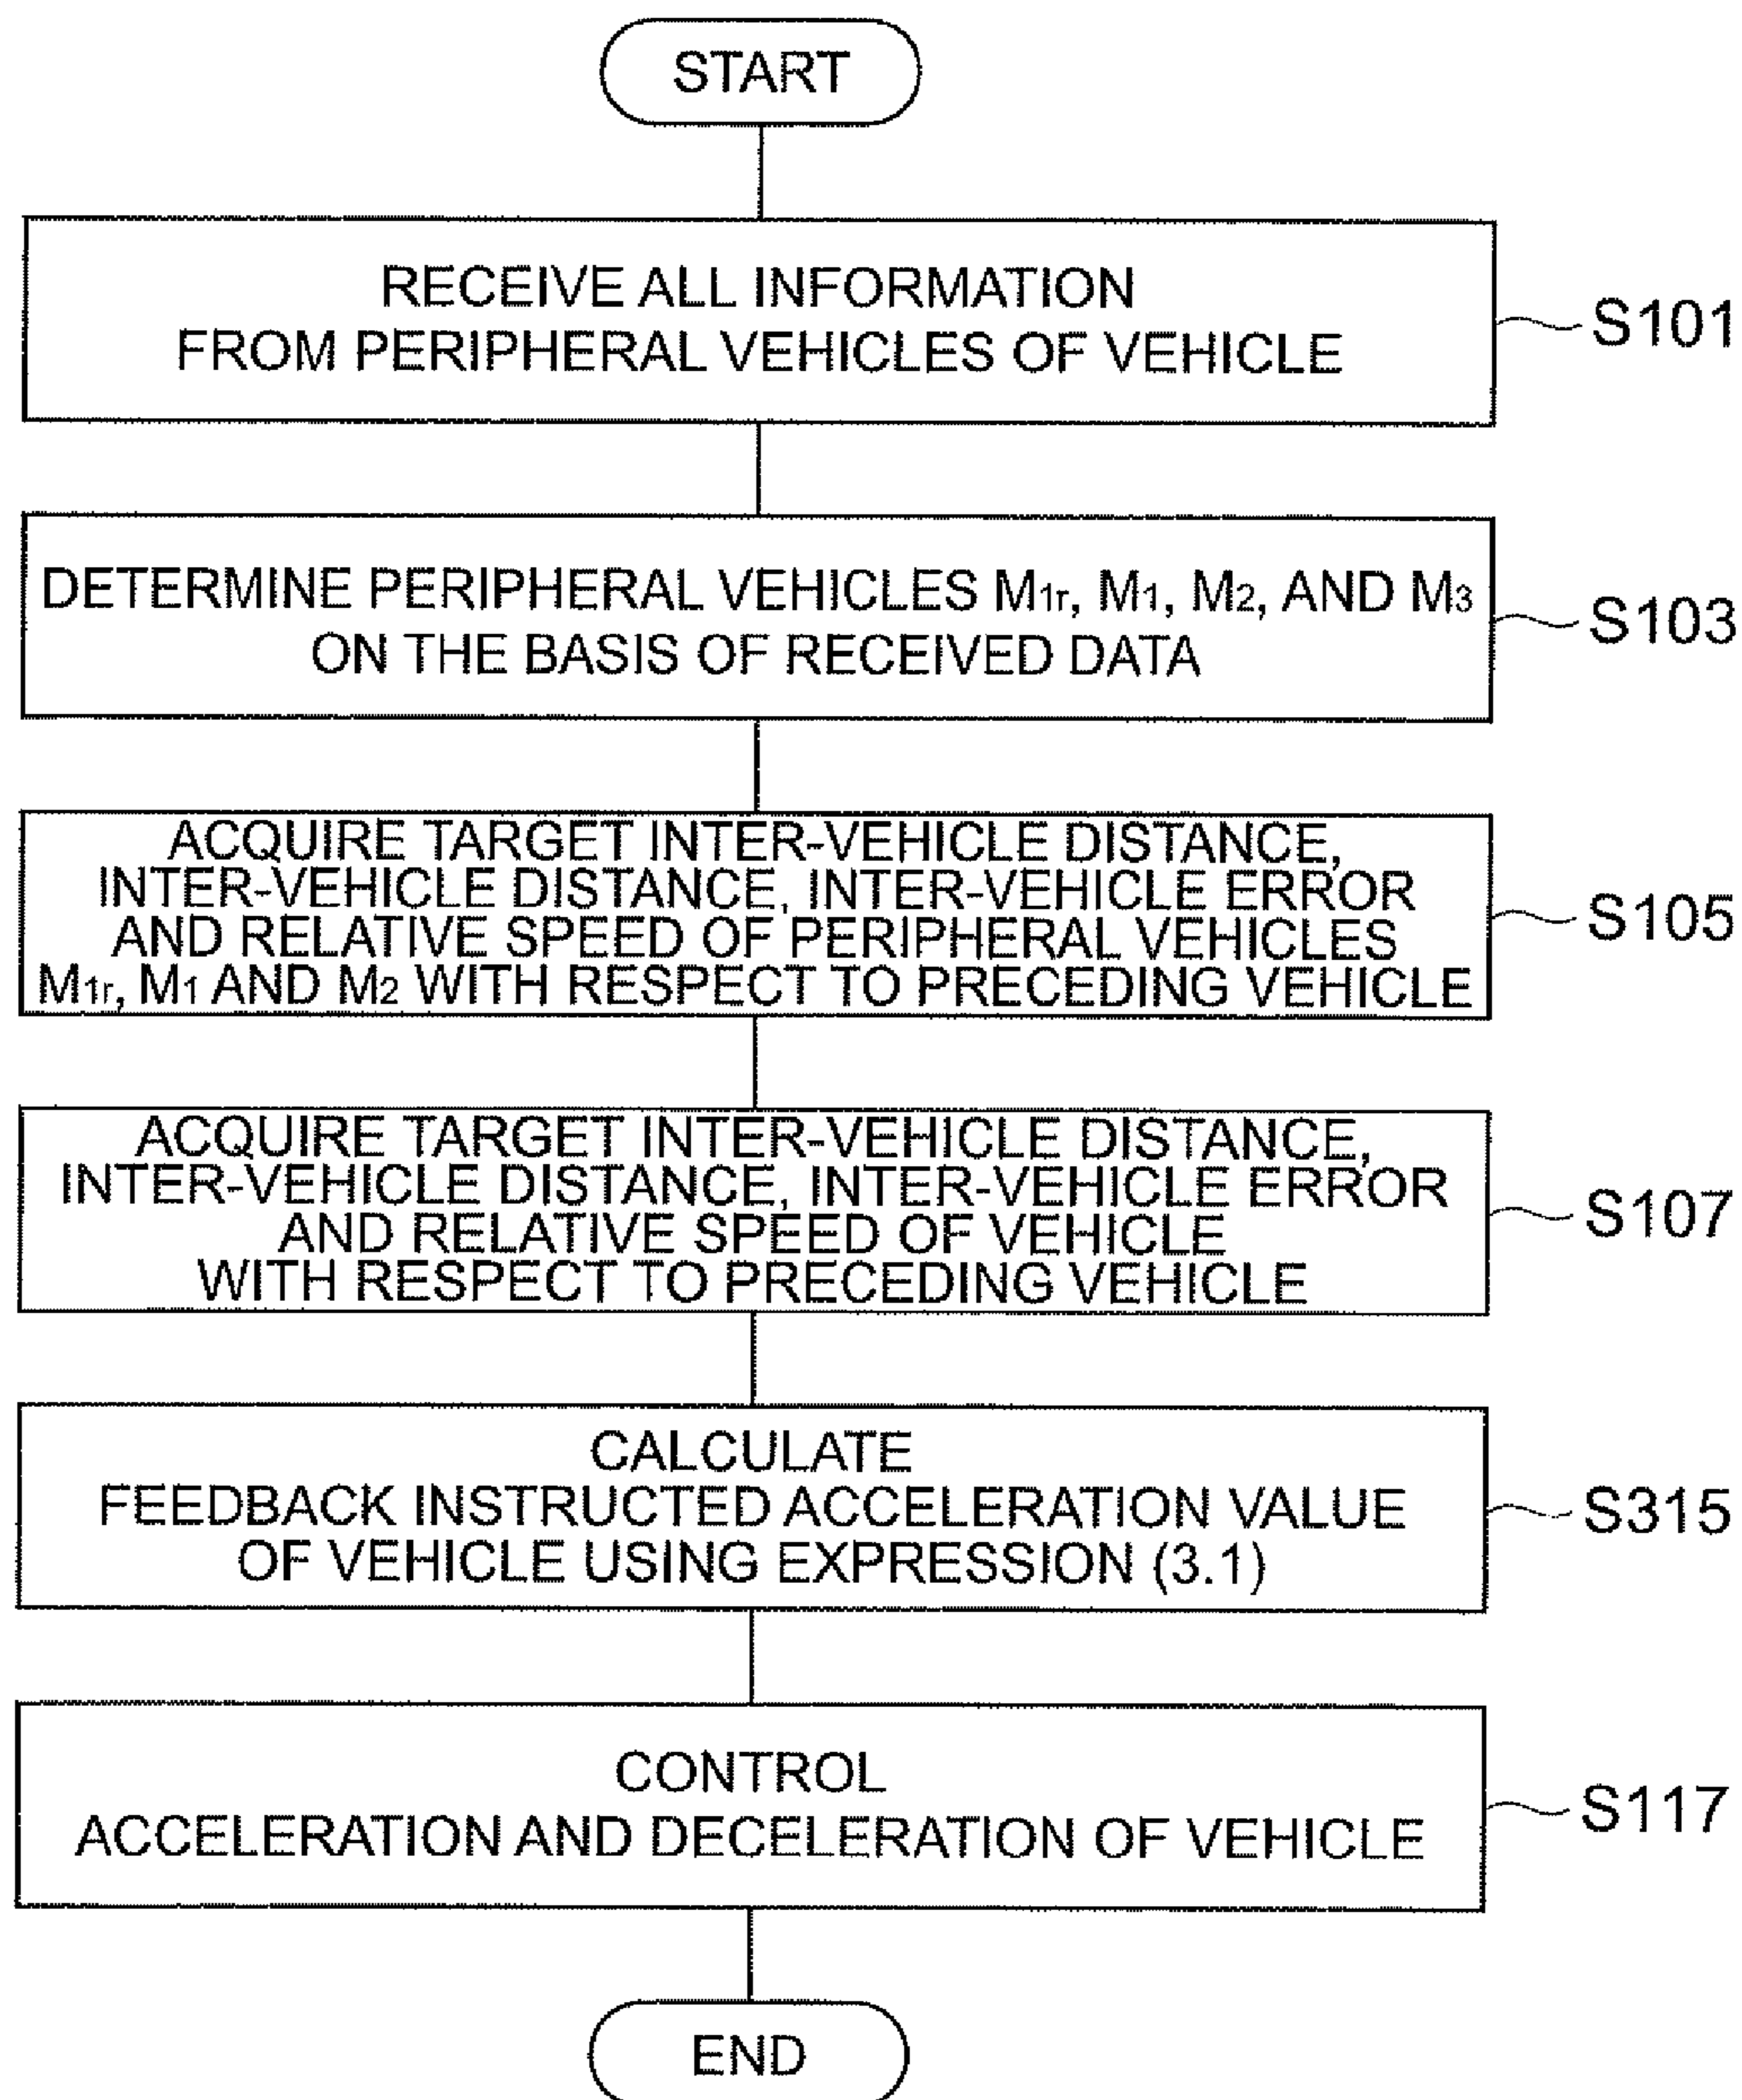 START
RECEIVE ALL INFORMATION
FROM PERIPHERAL VEHICLES OF VEHICLE
S101
DETERMINE PERIPHERAL VEHICLES M1r, M1, M2, AND M3
ON THE BASIS OF RECEIVED DATA
S103
ACQUIRE TARGET INTER-VEHICLE DISTANCE,
INTER-VEHICLE DISTANCE, INTER-VEHICLE ERROR
AND RELATIVE SPEED OF PERIPHERAL VEHICLES
M1r, M1 AND M2 WITH RESPECT TO PRECEDING VEHICLE
S105
ACQUIRE TARGET INTER-VEHICLE DISTANCE,
INTER-VEHICLE DISTANCE, INTER-VEHICLE ERROR
AND RELATIVE SPEED OF VEHICLE
WITH RESPECT TO PRECEDING VEHICLE
S107
CALCULATE
FEEDBACK INSTRUCTED ACCELERATION VALUE
OF VEHICLE USING EXPRESSION (3.1)
S315
CONTROL
ACCELERATION AND DECELERATION OF VEHICLE
S117
END